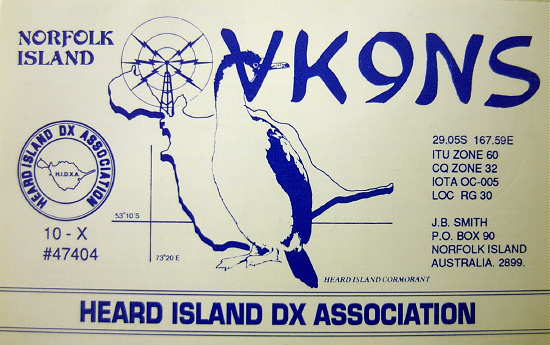 NORFOLK
ISLAND
VK9NS
HEARD ISLAND DX ASSOCIATION
H.I.D.X.A.
10 - X
#47404
53° 10' S
73° 20 E
29.05S 167.59E
ITU ZONE 60
CQ ZONE 32
IOTA OC-005
LOC RG 30
J.B. SMITH
P.O. BOX 90
NORFOLK ISLAND
AUSTRALIA. 2899.
HEARD ISLAND CORMORANT
HEARD ISLAND DX ASSOCIATION